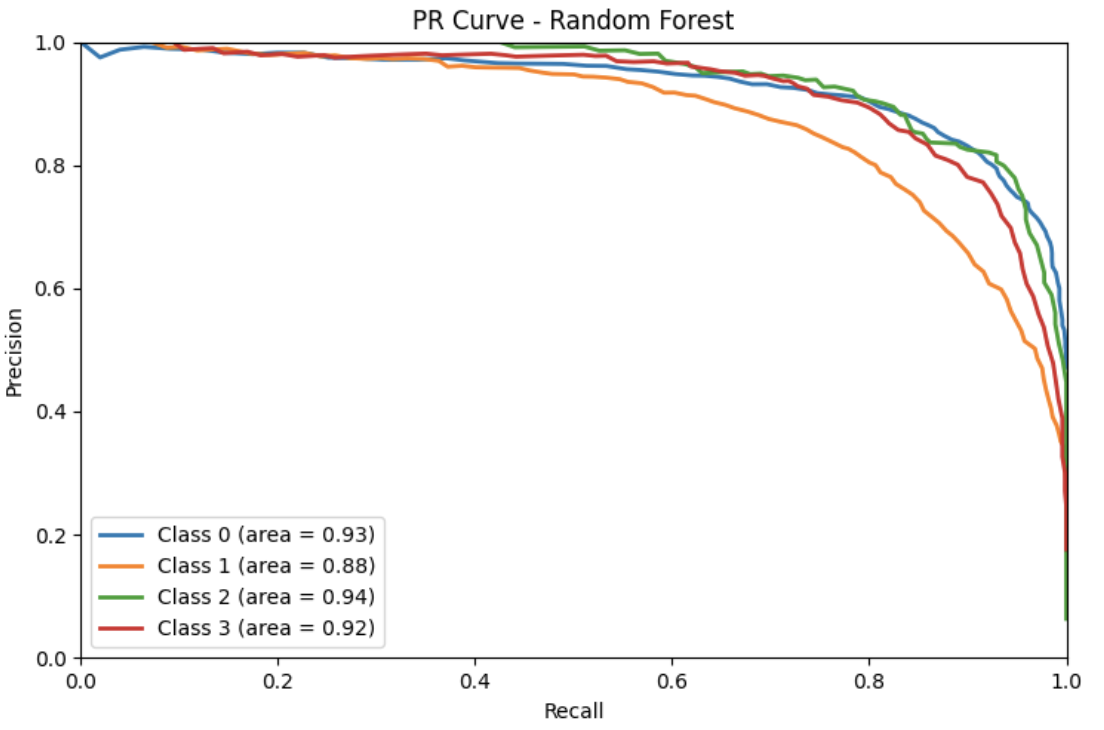 PR Curve - Random Forest
1.0
0.8
0.6
0.4
0.2
0.0
Precision
Class 0 (area = 0.93)
Class 1 (area = 0.88)
Class 2 (area = 0.94)
Class 3 (area = 0.92)
0.0 0.2 0.4 0.6 0.8 1.0
Recall